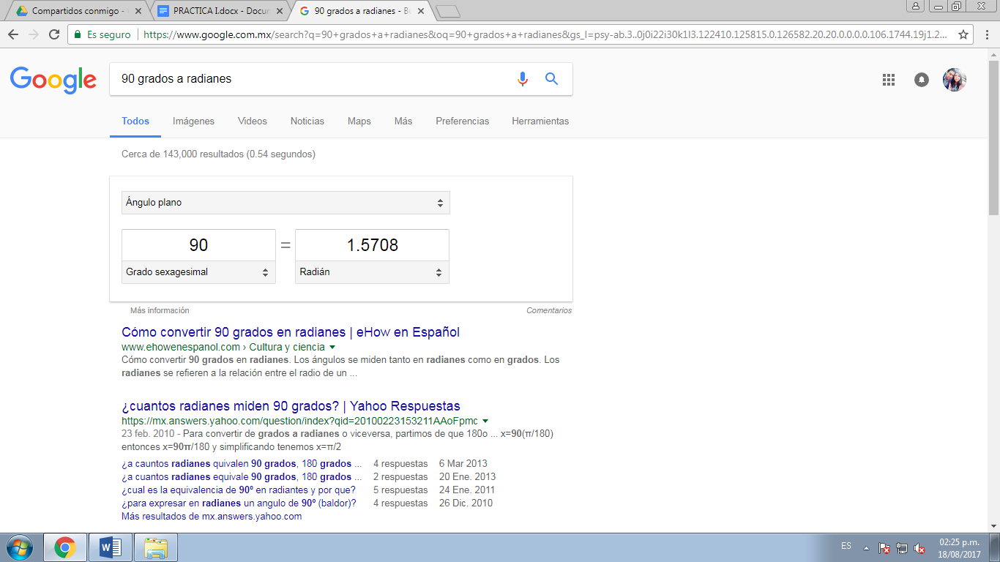 Compartidos conmigo -
PRACTICA I.docx - Docum
90 grados a radianes - Bu
Es seguro
https://www.google.com.mx/search?q=90+grados+a+radianes&oq=90+grados+a+radianes&gs_l=psy-ab.3..0j0i22i30k1l3.122410.125815.0.126582.20.20.0.0.0.0.106.1744.19j1.2...
Google
90 grados a radianes
Todos Imágenes Videos Noticias Maps Más Preferencias Herramientas
Cerca de 143,000 resultados (0.54 segundos)
Ángulo plano
90 = 1.5708
Grado sexagesimal Radián
Más información Comentarios
Cómo convertir 90 grados en radianes | eHow en Español
www.ehowenespanol.com › Cultura y ciencia
Cómo convertir 90 grados en radianes. Los ángulos se miden tanto en radianes como en grados. Los
radianes se refieren a la relación entre el radio de un ...
¿cuantos radianes miden 90 grados? | Yahoo Respuestas
https://mx.answers.yahoo.com/question/index?qid=20100223153211AAoFpmc
23 feb. 2010 - Para convertir de grados a radianes o viceversa, partimos de que 180o ... x=90(π/180)
entonces x=90π/180 y simplificando tenemos x=π/2
¿a cauntos radianes quivalen 90 grados, 180 grados ... 4 respuestas 6 Mar 2013
¿a cuantos radianes equivale 90 grados, 180 grados ... 2 respuestas 20 Ene. 2013
¿cual es la equivalencia de 90º en radiantes y por que? 5 respuestas 24 Ene. 2011
¿para expresar en radianes un angulo de 90º (baldor)? 4 respuestas 26 Dic. 2010
Más resultados de mx.answers.yahoo.com
ES
02:25 p.m.
18/08/2017